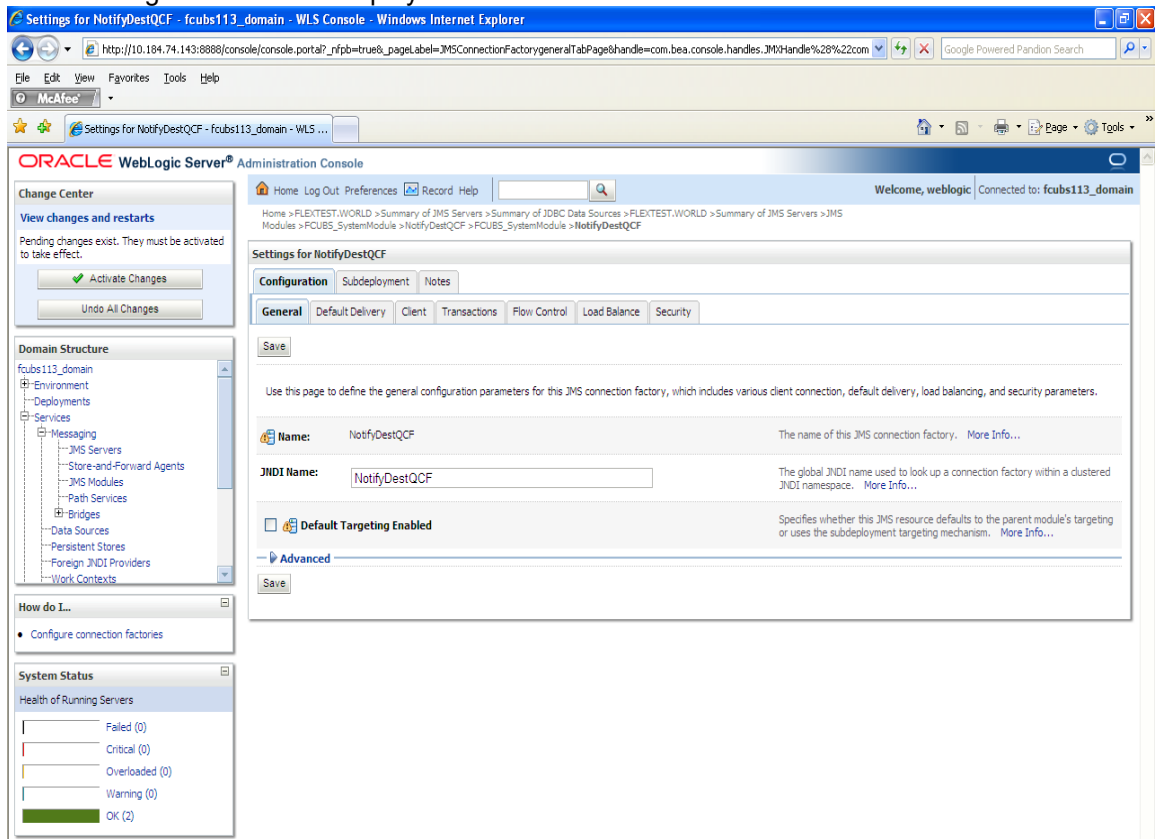 Settings for NotifyDestQCF - fcubs113_domain - WLS Console - Windows Internet Explorer
http://10.184.74.143:8888/console/console.portal?_nfpb=true&_pageLabel=JMSConnectionFactorygeneralTabPage&handle=com.bea.console.handles.JMXHandle%28%22com
Google Powered Pandion Search
File Edit View Favorites Tools Help
McAfee
Settings for NotifyDestQCF - fcubs113_domain - WLS ...
Page Tools »
ORACLE WebLogic Server® Administration Console
Change Center
View changes and restarts
Pending changes exist. They must be activated
to take effect.
Activate Changes
Undo All Changes
Domain Structure
fcubs113_domain
Environment
Deployments
Services
Messaging
JMS Servers
Store-and-Forward Agents
JMS Modules
Path Services
Bridges
Data Sources
Persistent Stores
Foreign JNDI Providers
Work Contexts
How do I...
Configure connection factories
System Status
Health of Running Servers
Failed (0)
Critical (0)
Overloaded (0)
Warning (0)
OK (2)
Home Log Out Preferences Record Help
Welcome, weblogic Connected to: fcubs113_domain
Home >FLEXTEST.WORLD >Summary of JMS Servers >Summary of JDBC Data Sources >FLEXTEST.WORLD >Summary of JMS Servers >JMS
Modules >FCUBS_SystemModule >NotifyDestQCF >FCUBS_SystemModule >NotifyDestQCF
Settings for NotifyDestQCF
Configuration Subdeployment Notes
General Default Delivery Client Transactions Flow Control Load Balance Security
Save
Use this page to define the general configuration parameters for this JMS connection factory, which includes various client connection, default delivery, load balancing, and security parameters.
Name: NotifyDestQCF The name of this JMS connection factory. More Info...
JNDI Name: NotifyDestQCF The global JNDI name used to look up a connection factory within a clustered
JNDI namespace. More Info...
Default Targeting Enabled Specifies whether this JMS resource defaults to the parent module's targeting
or uses the subdeployment targeting mechanism. More Info...
Advanced
Save